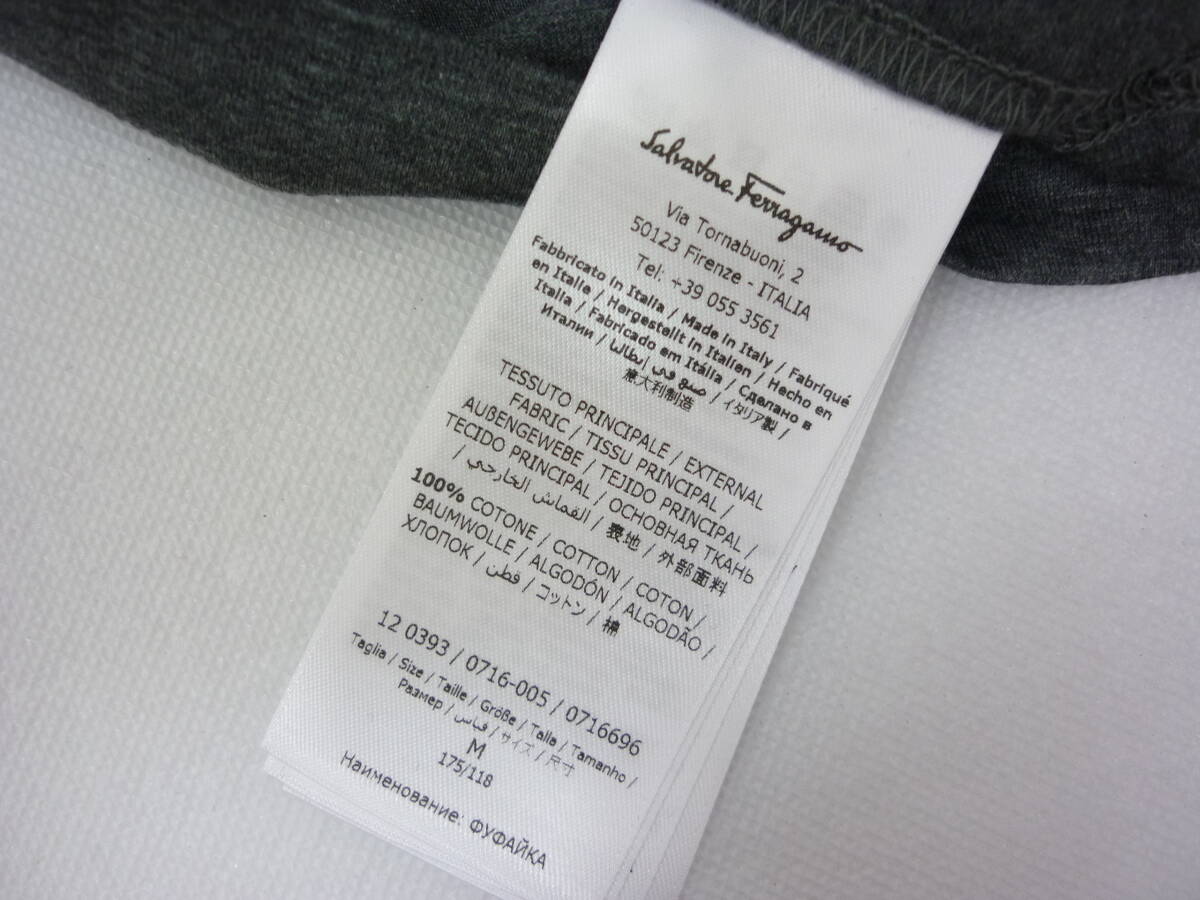 Salvatore Ferragamo
Via Tornabuoni, 2
50123 Firenze - ITALIA
Tel: +39 055 3561
Fabbricato in Italia / Made in Italy / Fabriqué
en Italie / Hergestellt in Italien / Hecho en
Italia / Fabricado em Itália / Сделано в
Италии / صنع في إيطاليا / イタリア製 /
意大利制造
TESSUTO PRINCIPALE / EXTERNAL
FABRIC / TISSU PRINCIPAL /
AUßENGEWEBE / TEJIDO PRINCIPAL /
TECIDO PRINCIPAL / ОСНОВНАЯ ТКАНЬ
/ القماش الخارجي / 表地 / 外部面料
100% COTONE / COTTON / COTON /
BAUMWOLLE / ALGODÓN / ALGODÃO /
ХЛОПОК / قطن / コットン / 棉
12 0393 / 0716-005 / 0716696
Taglia / Size / Taille / Größe / Talla / Tamanho /
Размер / قياس / サイズ / 尺寸
M
175/118
Наименование: ФУФАЙКА